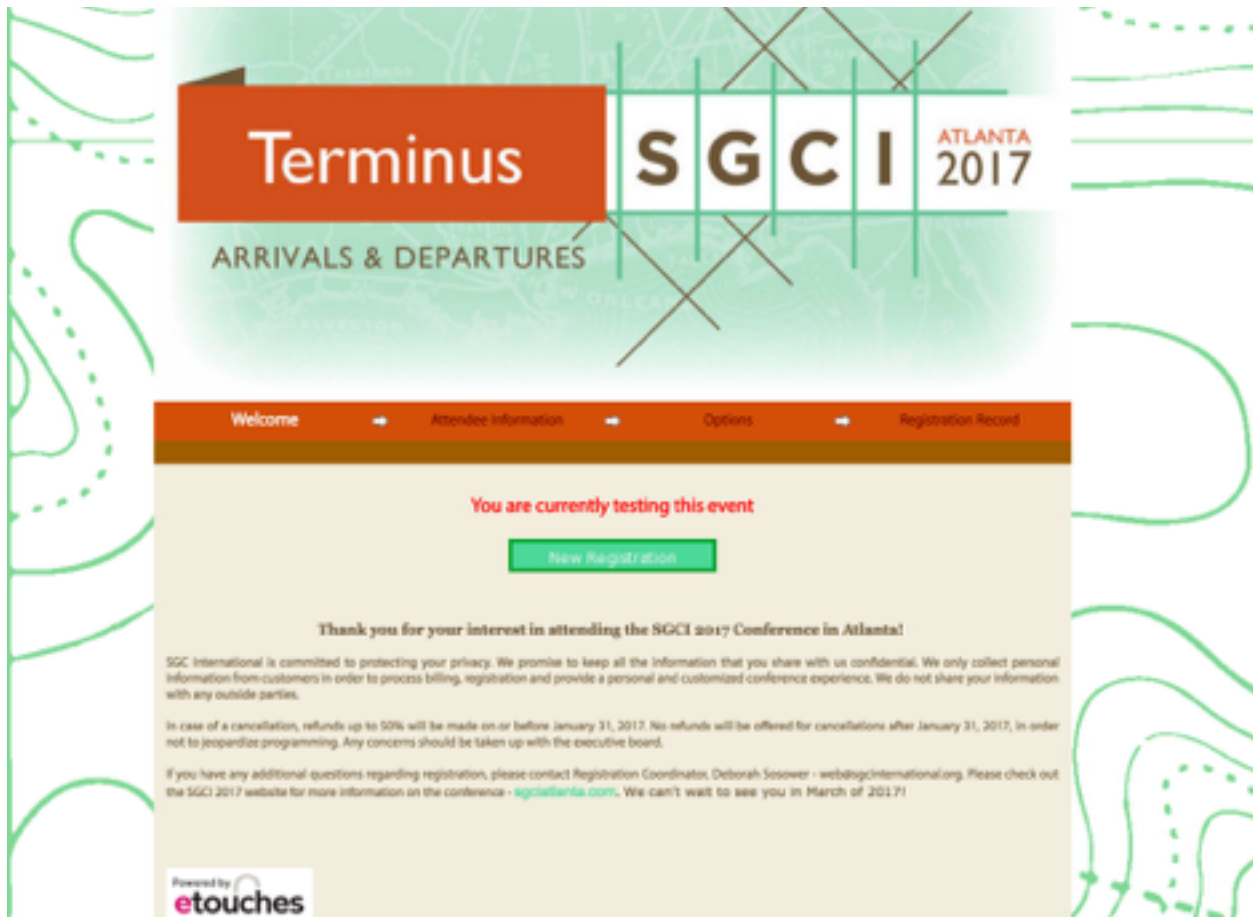 Terminus
SGCI
ATLANTA
2017
ARRIVALS & DEPARTURES
NEW ORLEANS
GALVESTON
Welcome
Attendee Information
Options
Registration Record
You are currently testing this event
New Registration
Thank you for your interest in attending the SGCI 2017 Conference in Atlanta!
SGC International is committed to protecting your privacy. We promise to keep all the information that you share with us confidential. We only collect personal
information from customers in order to process billing, registration and provide a personal and customized conference experience. We do not share your information
with any outside parties.
In case of a cancellation, refunds up to 50% will be made on or before January 31, 2017. No refunds will be offered for cancellations after January 31, 2017, in order
not to jeopardize programming. Any concerns should be taken up with the executive board.
If you have any additional questions regarding registration, please contact Registration Coordinator, Deborah Sosower - web@sgcinternational.org. Please check out
the SGCI 2017 website for more information on the conference - sgciatlanta.com. We can't wait to see you in March of 2017!
Powered by
etouches